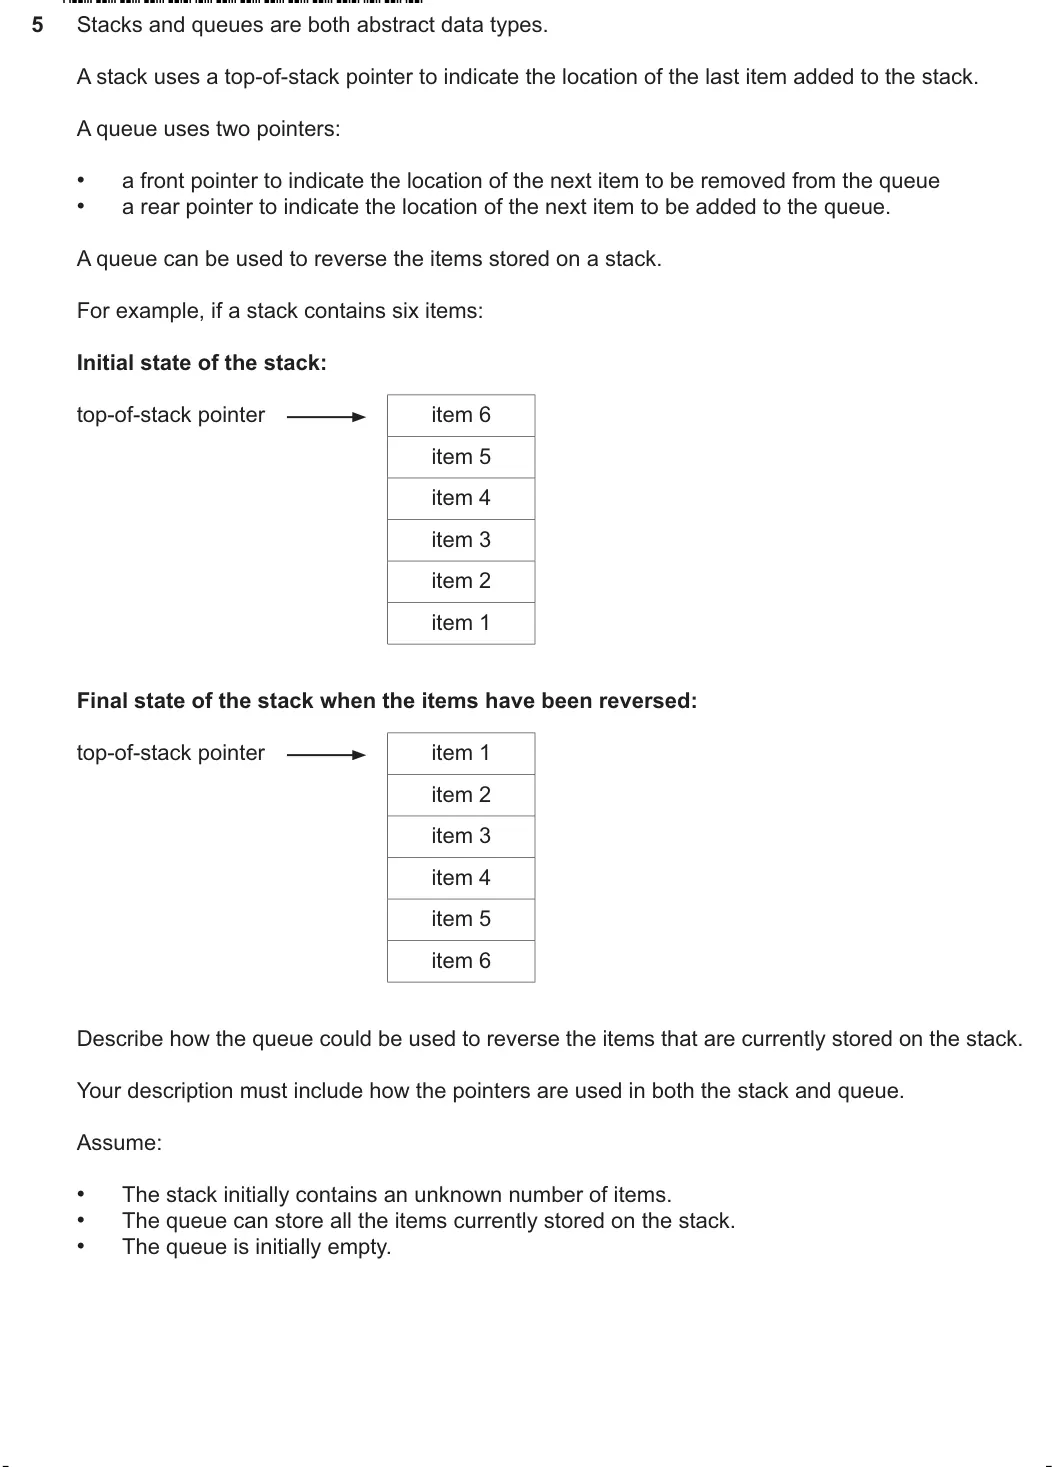 5 Stacks and queues are both abstract data types.
A stack uses a top-of-stack pointer to indicate the location of the last item added to the stack.
A queue uses two pointers:
• a front pointer to indicate the location of the next item to be removed from the queue
• a rear pointer to indicate the location of the next item to be added to the queue.
A queue can be used to reverse the items stored on a stack.
For example, if a stack contains six items:
Initial state of the stack:
top-of-stack pointer item 6
item 5
item 4
item 3
item 2
item 1
Final state of the stack when the items have been reversed:
top-of-stack pointer item 1
item 2
item 3
item 4
item 5
item 6
Describe how the queue could be used to reverse the items that are currently stored on the stack.
Your description must include how the pointers are used in both the stack and queue.
Assume:
• The stack initially contains an unknown number of items.
• The queue can store all the items currently stored on the stack.
• The queue is initially empty.